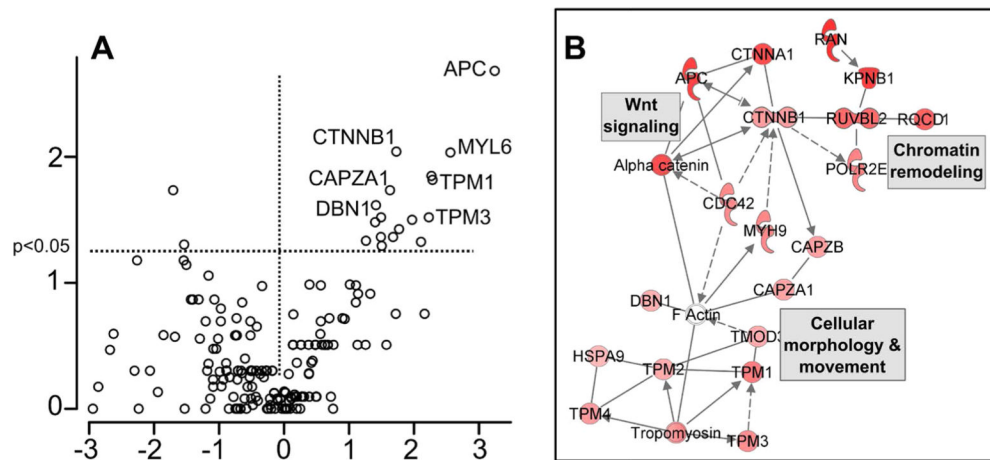 A
APC
2
CTNNB1
MYL6
CAPZA1
TPM1
DBN1
TPM3
p<0.05
1
0
-3 -2 -1 0 1 2 3
B
RAN
CTNNA1
APC
KPNB1
Wnt
signaling
CTNNB1
RUVBL2
RQCD1
Chromatin
remodeling
Alpha catenin
POLR2E
CDC42
MYH9
CAPZB
CAPZA1
DBN1
F Actin
Cellular
morphology &
movement
TMOD3
HSPA9
TPM2
TPM1
TPM4
Tropomyosin
TPM3